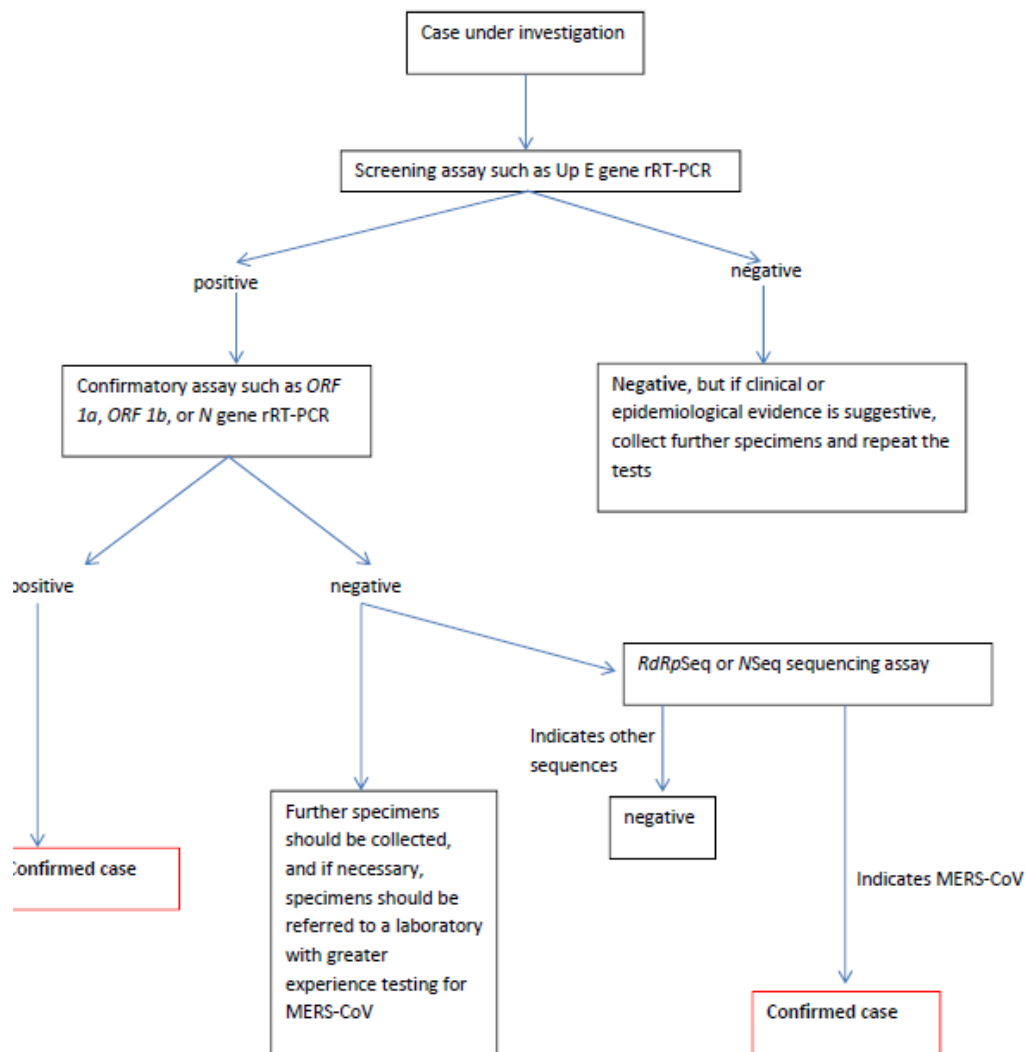 Case under investigation
Screening assay such as Up E gene rRT-PCR
positive
negative
Confirmatory assay such as ORF
1a, ORF 1b, or N gene rRT-PCR
Negative, but if clinical or
epidemiological evidence is suggestive,
collect further specimens and repeat the
tests
positive
negative
RdRpSeq or NSeq sequencing assay
Indicates other
sequences
negative
Further specimens
should be collected,
and if necessary,
specimens should be
referred to a laboratory
with greater
experience testing for
MERS-CoV
Confirmed case
Indicates MERS-CoV
Confirmed case